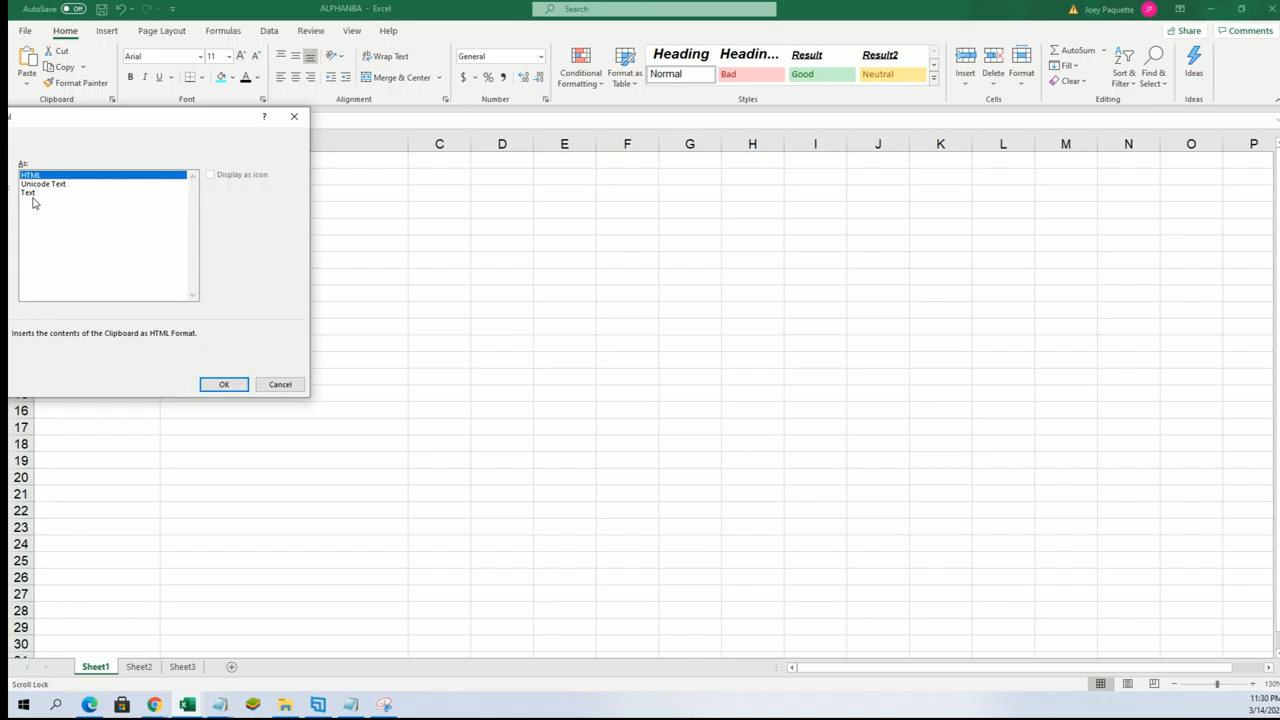 AutoSave Off ALPHANBA - Excel Search Joey Paquette JP
File Home Insert Page Layout Formulas Data Review View Help Share Comments
Paste Cut Copy Format Painter
Arial 11 A A
B I U A
Wrap Text
Merge & Center
General
$ % ,
Conditional Formatting
Format as Table
Heading Headin... Result Result2
Normal Bad Good Neutral
Insert Delete Format
AutoSum
Fill
Clear
Sort & Filter
Find & Select
Ideas
Clipboard Font Alignment Number Styles Cells Editing Ideas
? ×
As:
HTML
Unicode Text
Text
Display as icon
Inserts the contents of the Clipboard as HTML Format.
OK Cancel
C D E F G H I J K L M N O P
16
17
18
19
20
21
22
23
24
25
26
27
28
29
30
Sheet1 Sheet2 Sheet3
Scroll Lock 130%
11:30 PM
3/14/202